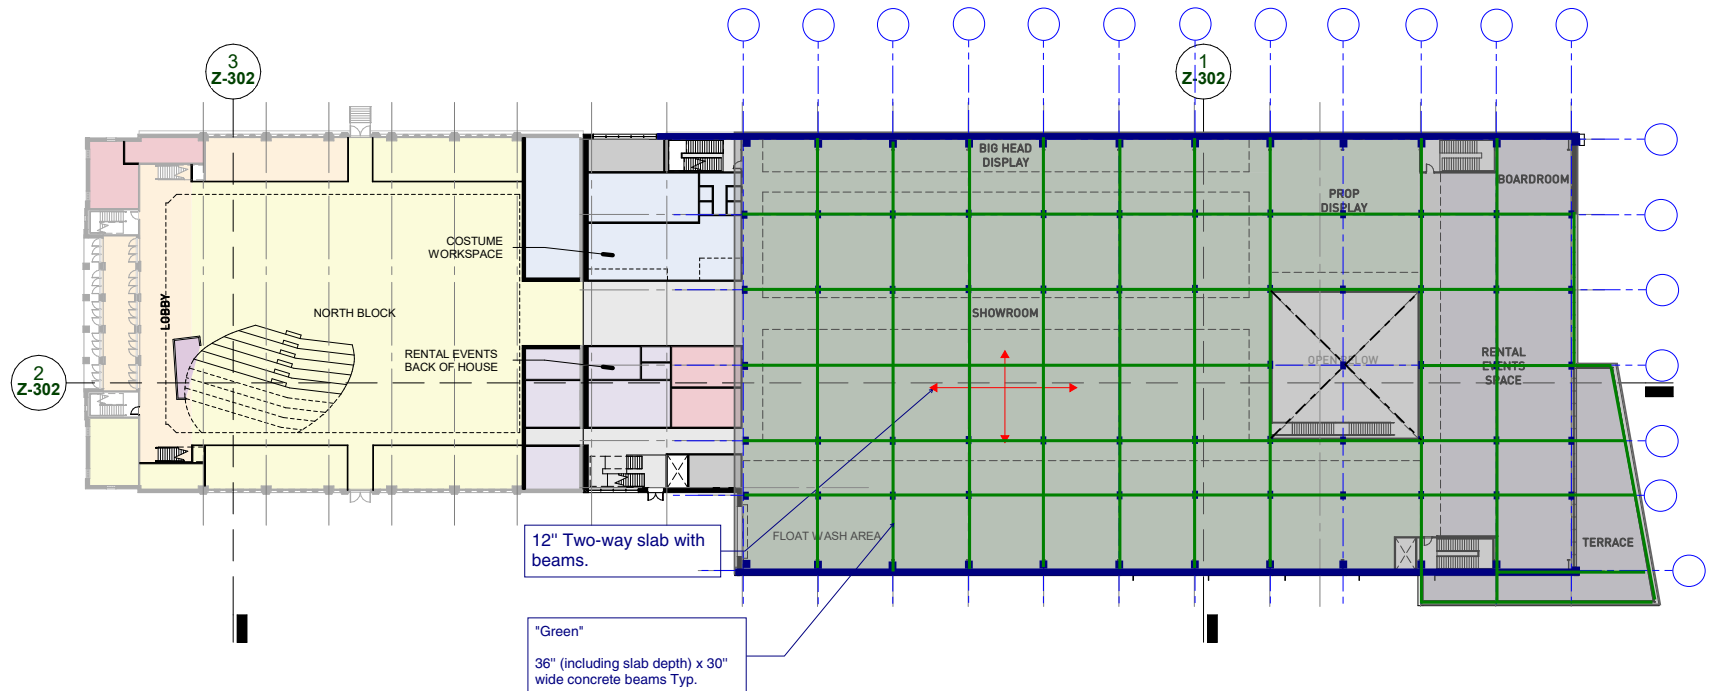 3
Z-302
1
Z-302
BIG HEAD
DISPLAY
BOARDROOM
PROP
DISPLAY
COSTUME
WORKSPACE
LOBBY
NORTH BLOCK
SHOWROOM
RENTAL EVENTS
BACK OF HOUSE
OPEN BELOW
RENTAL
EVENTS
SPACE
2
Z-302
12" Two-way slab with
beams.
FLOAT WASH AREA
TERRACE
"Green"
36" (including slab depth) x 30"
wide concrete beams Typ.